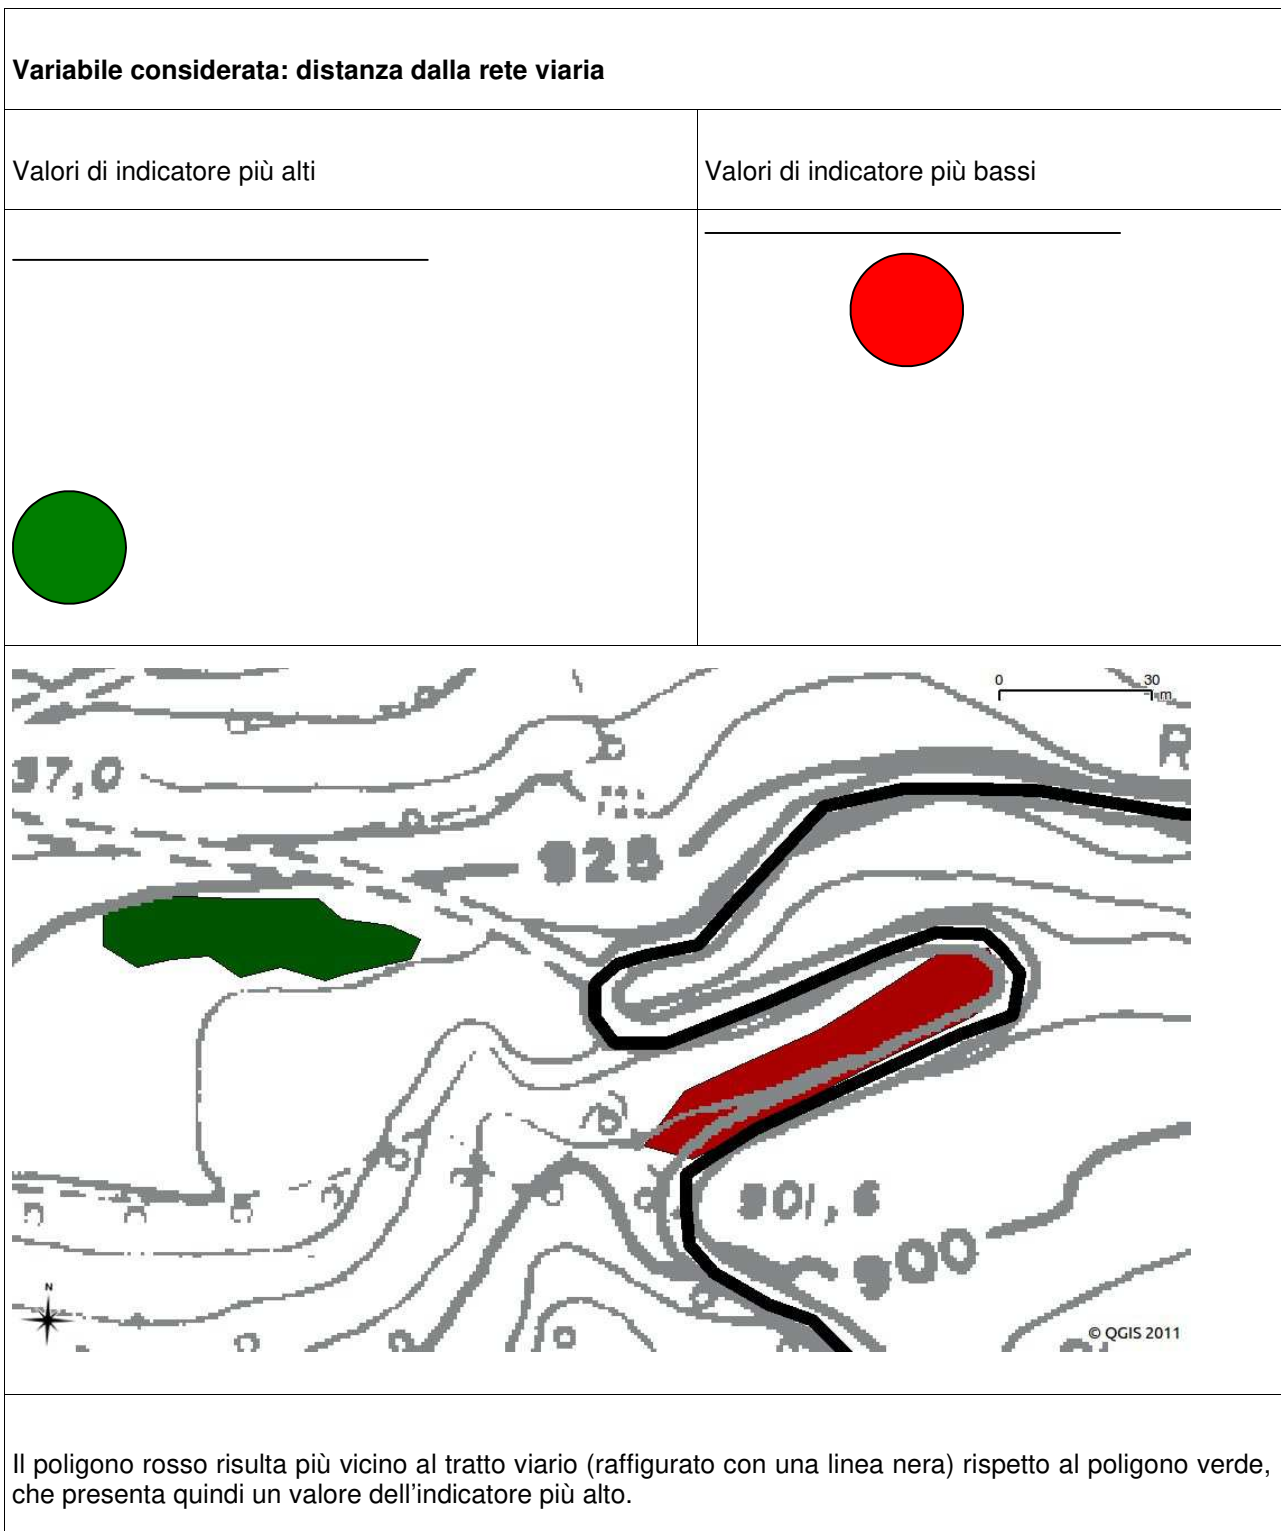 Variabile considerata: distanza dalla rete viaria
Valori di indicatore più alti
Valori di indicatore più bassi
0 30
m
R
37,0
925
901,6
900
N
© QGIS 2011
Il poligono rosso risulta più vicino al tratto viario (raffigurato con una linea nera) rispetto al poligono verde,
che presenta quindi un valore dell'indicatore più alto.